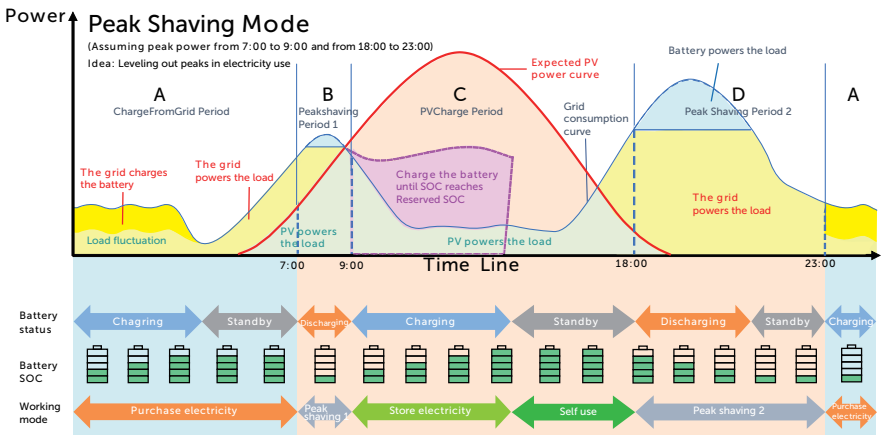 Power
Peak Shaving Mode
(Assuming peak power from 7:00 to 9:00 and from 18:00 to 23:00)
Idea: Leveling out peaks in electricity use
Battery powers the load
Expected PV
power curve
A
B
C
D
A
ChargeFromGrid Period
Peakshaving
Period 1
PVCharge Period
Grid
consumption
curve
Peak Shaving Period 2
The grid charges
the battery
The grid
powers the load
Charge the battery
until SOC reaches
Reserved SOC
The grid
powers the load
Load fluctuation
PV powers
the load
PV powers the load
7:00
9:00
Time Line
18:00
23:00
Battery
status
Chagring
Standby
Discharging
Charging
Standby
Discharging
Standby
Charging
Battery
SOC
Working
mode
Purchase electricity
Peak
shaving 1
Store electricity
Self use
Peak shaving 2
Purchase
electricity